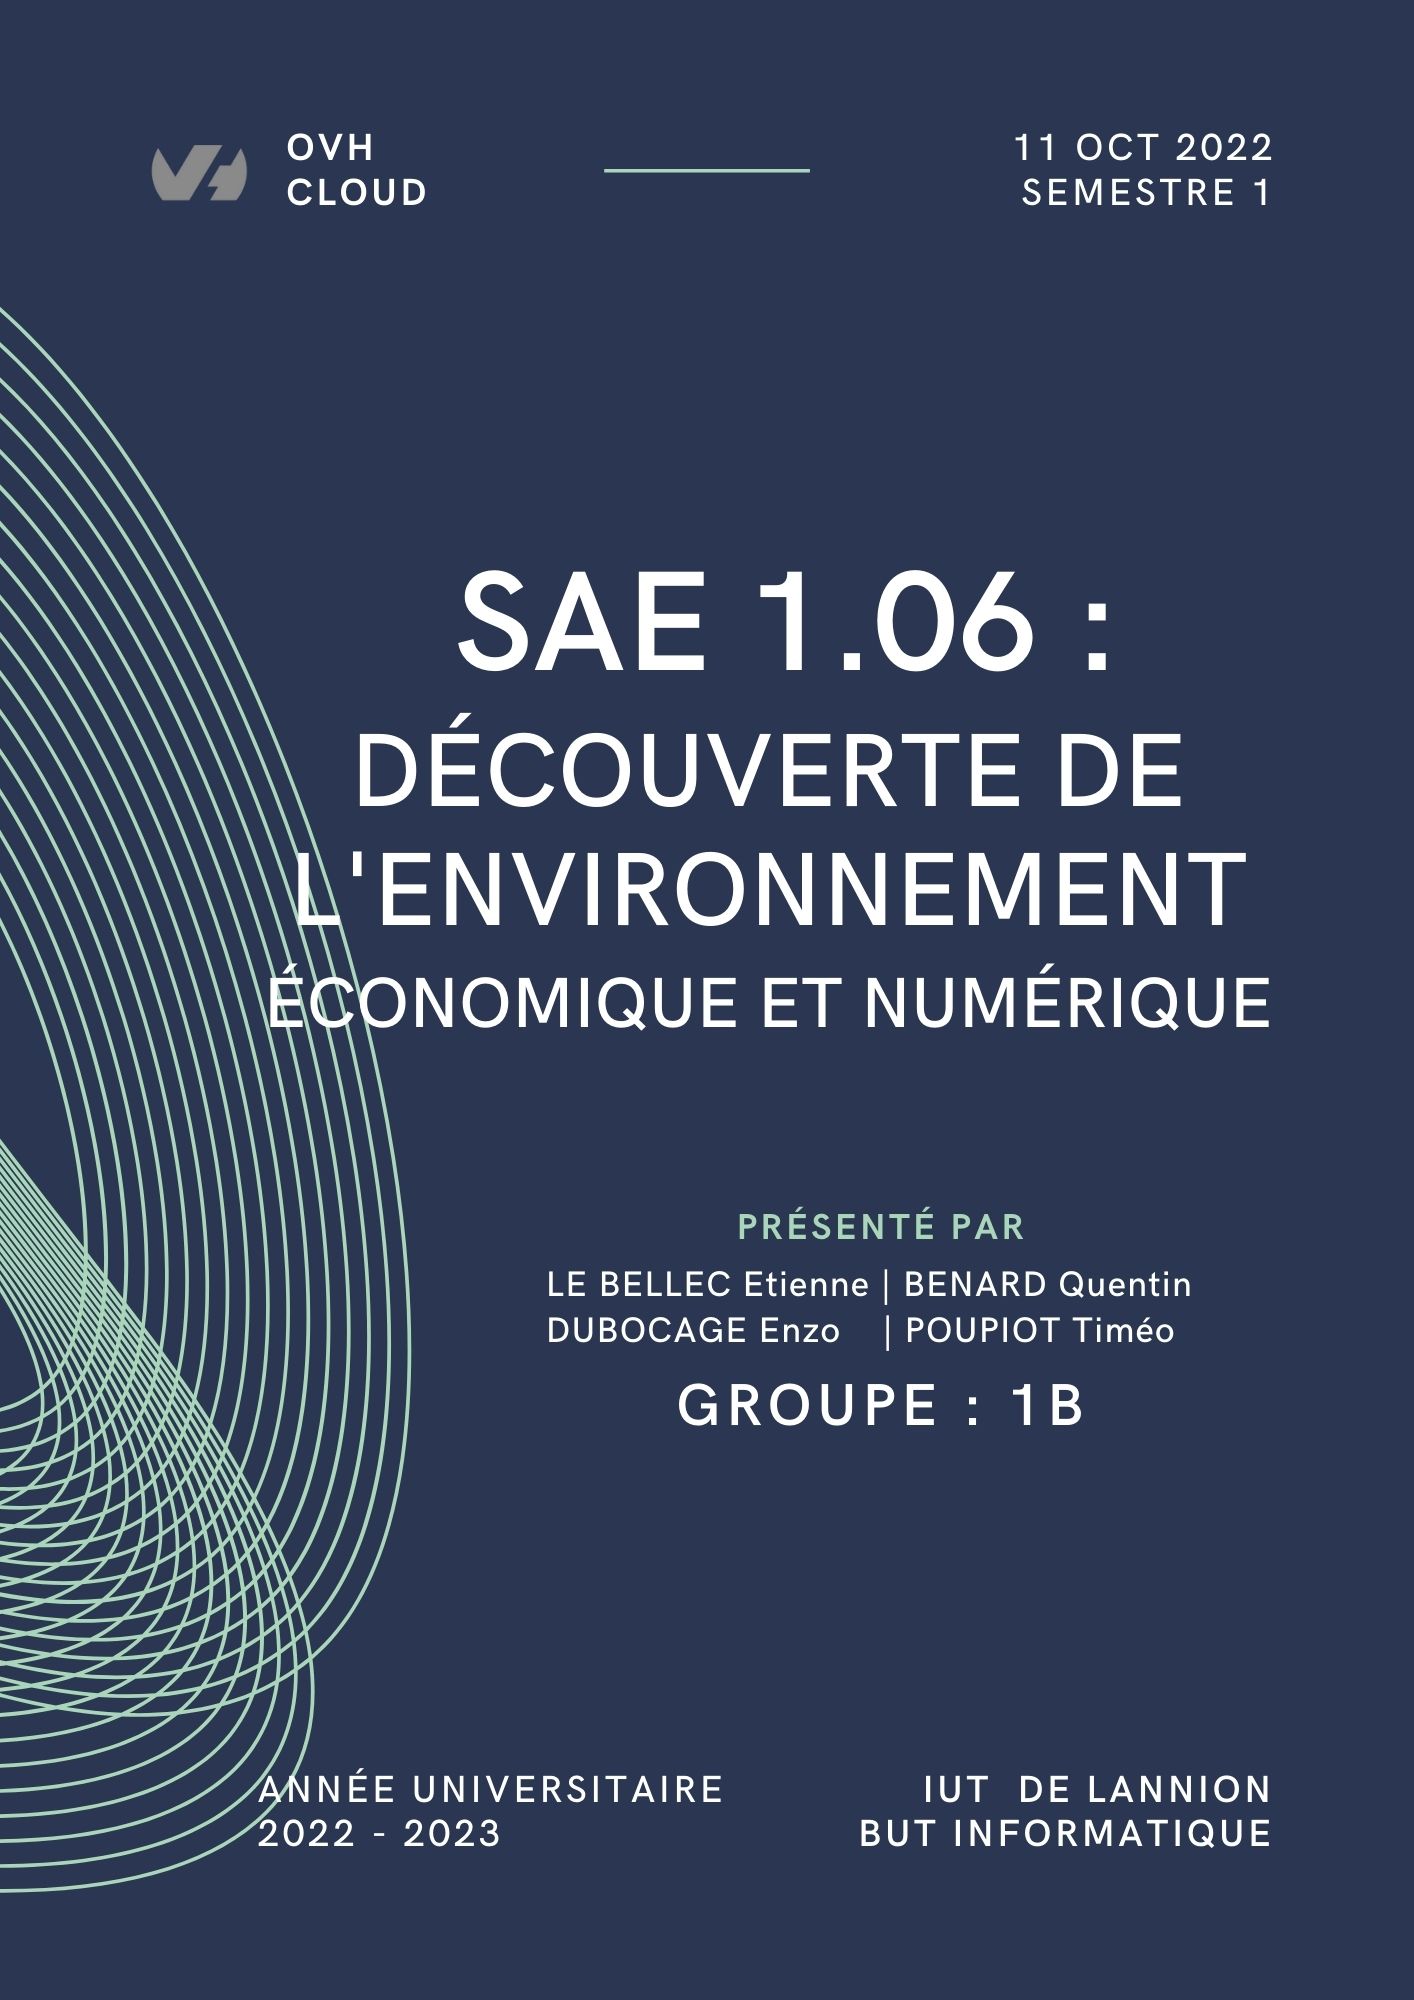 OVH
CLOUD
11 OCT 2022
SEMESTRE 1
SAE 1.06 :
DÉCOUVERTE DE
L'ENVIRONNEMENT
ÉCONOMIQUE ET NUMÉRIQUE
PRÉSENTÉ PAR
LE BELLEC Etienne | BENARD Quentin
DUBOCAGE Enzo | POUPIOT Timéo
GROUPE : 1B
ANNÉE UNIVERSITAIRE
2022 - 2023
IUT DE LANNION
BUT INFORMATIQUE